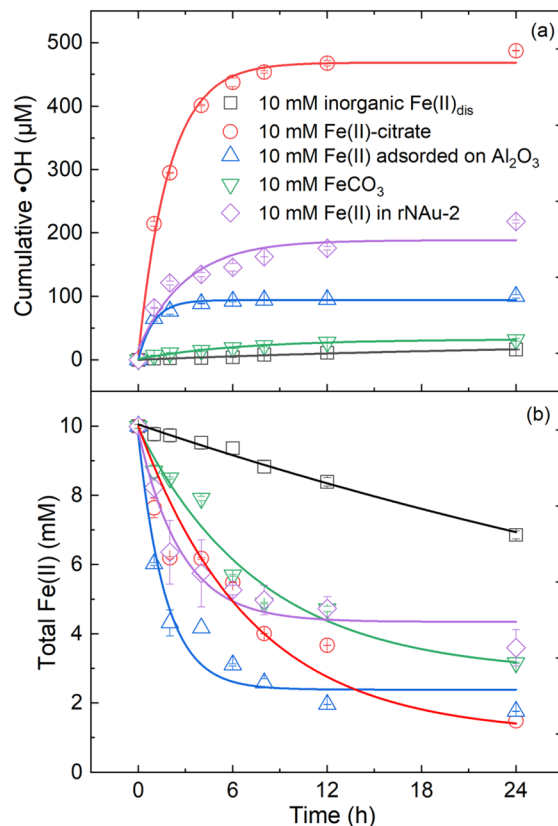 (a)
500
400
300
200
100
0
Cumulative •OH (µM)
10 mM inorganic Fe(II)dis
10 mM Fe(II)-citrate
10 mM Fe(II) adsorded on Al2O3
10 mM FeCO3
10 mM Fe(II) in rNAu-2
(b)
10
8
6
4
2
0
Total Fe(II) (mM)
0 6 12 18 24
Time (h)